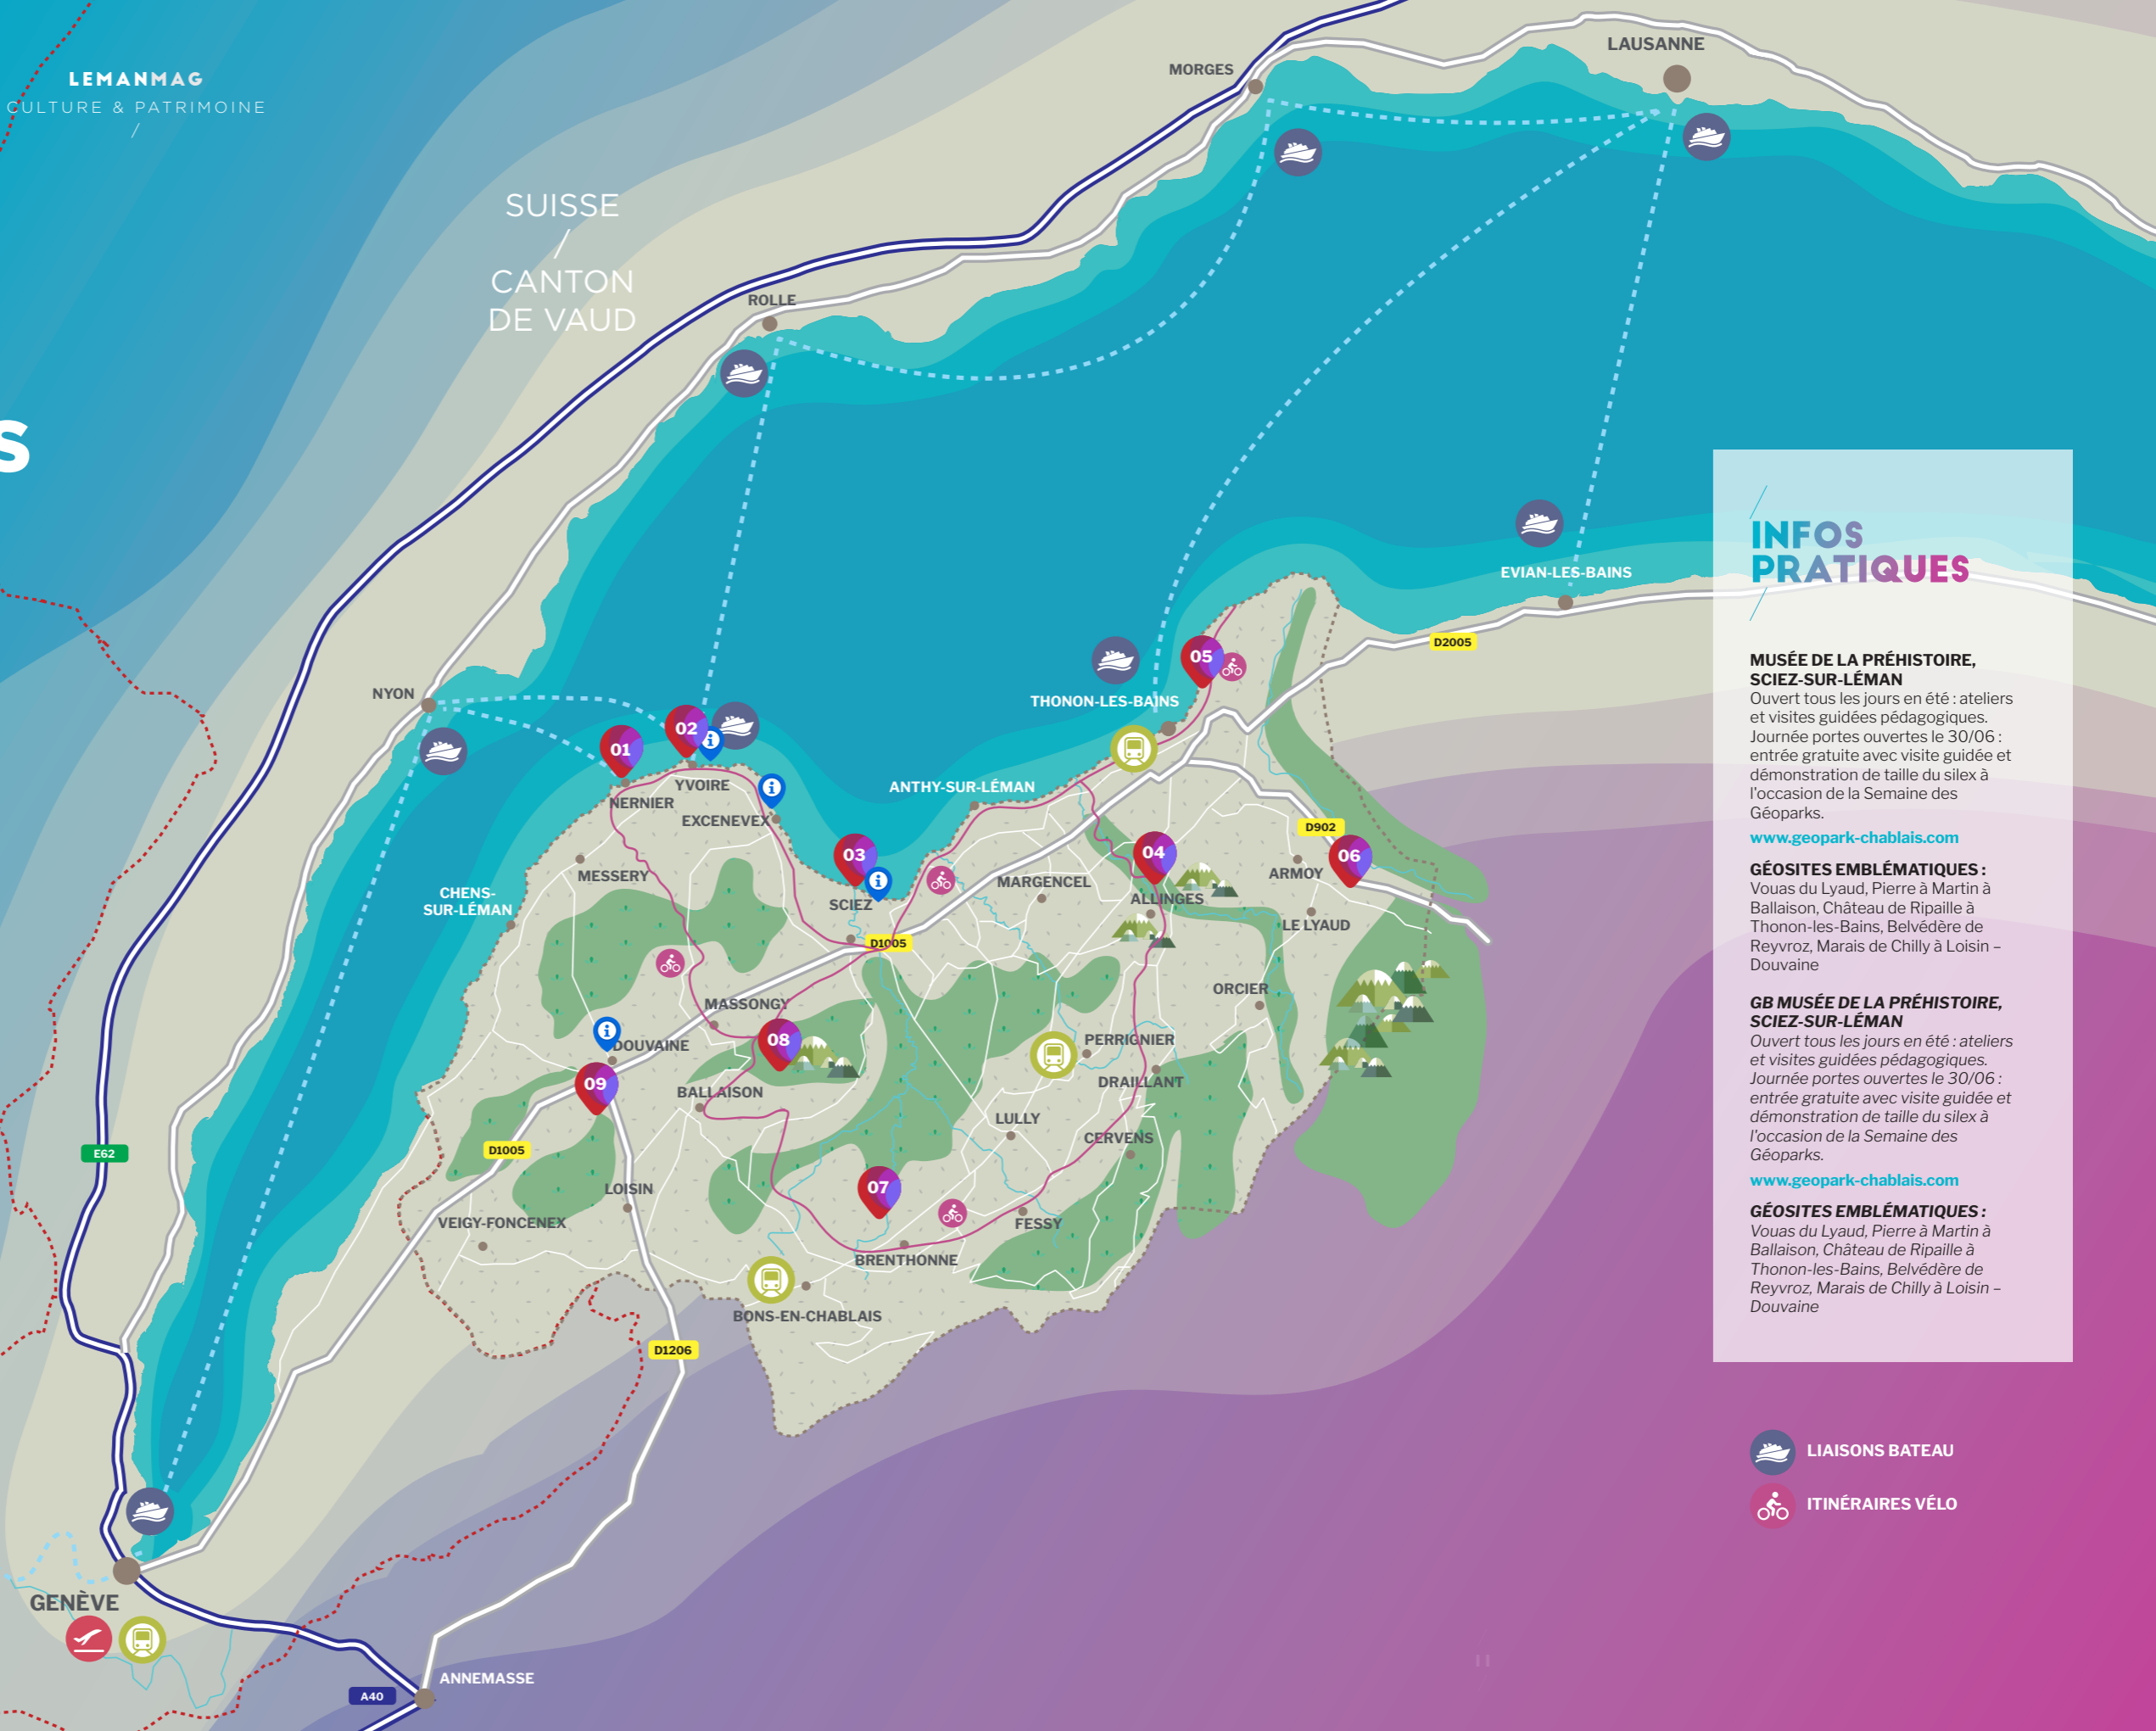 LEMANMAG
CULTURE & PATRIMOINE
/
S
SUISSE
/
CANTON
DE VAUD
MORGES
LAUSANNE
ROLLE
NYON
EVIAN-LES-BAINS
D2005
THONON-LES-BAINS
05
01
02
YVOIRE
NERNIER
EXCENEVEX
ANTHY-SUR-LÉMAN
D902
03
04
06
MESSERY
SCIEZ
MARGENCEL
ALLINGES
ARMOY
LE LYAUD
CHENS-
SUR-LÉMAN
D1005
MASSONGY
ORCIER
DOUVAINE
08
PERRIGNIER
09
BALLAISON
DRAILLANT
LULLY
CERVENS
E62
D1005
LOISIN
07
VEIGY-FONCENEX
FESSY
BRENTHONNE
BONS-EN-CHABLAIS
D1206
GENÈVE
ANNEMASSE
A40
INFOS
PRATIQUES
MUSÉE DE LA PRÉHISTOIRE,
SCIEZ-SUR-LÉMAN
Ouvert tous les jours en été : ateliers
et visites guidées pédagogiques.
Journée portes ouvertes le 30/06 :
entrée gratuite avec visite guidée et
démonstration de taille du silex à
l'occasion de la Semaine des
Géoparks.
www.geopark-chablais.com
GÉOSITES EMBLÉMATIQUES :
Vouas du Lyaud, Pierre à Martin à
Ballaison, Château de Ripaille à
Thonon-les-Bains, Belvédère de
Reyvroz, Marais de Chilly à Loisin –
Douvaine
GB MUSÉE DE LA PRÉHISTOIRE,
SCIEZ-SUR-LÉMAN
Ouvert tous les jours en été : ateliers
et visites guidées pédagogiques.
Journée portes ouvertes le 30/06 :
entrée gratuite avec visite guidée et
démonstration de taille du silex à
l'occasion de la Semaine des
Géoparks.
www.geopark-chablais.com
GÉOSITES EMBLÉMATIQUES :
Vouas du Lyaud, Pierre à Martin à
Ballaison, Château de Ripaille à
Thonon-les-Bains, Belvédère de
Reyvroz, Marais de Chilly à Loisin –
Douvaine
LIAISONS BATEAU
ITINÉRAIRES VÉLO